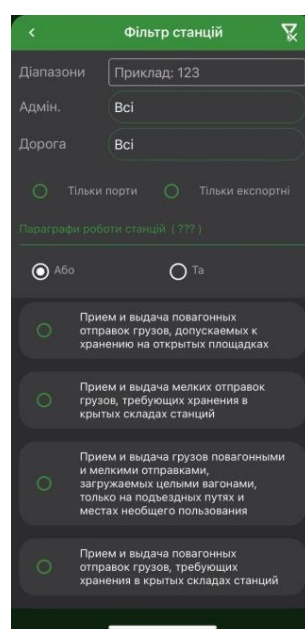 Фільтр станцій
Діапазони Приклад: 123
Адмін. Всі
Дорога Всі
Тільки порти Тільки експортні
Параграфи роботи станцій ( ??? )
Або Та
Прием и выдача повагонных
отправок грузов, допускаемых к
хранению на открытых площадках
Прием и выдача мелких отправок
грузов, требующих хранения в
крытых складах станций
Прием и выдача грузов повагонными
и мелкими отправками,
загружаемых целыми вагонами,
только на подъездных путях и
местах необщего пользования
Прием и выдача повагонных
отправок грузов, требующих
хранения в крытых складах станций